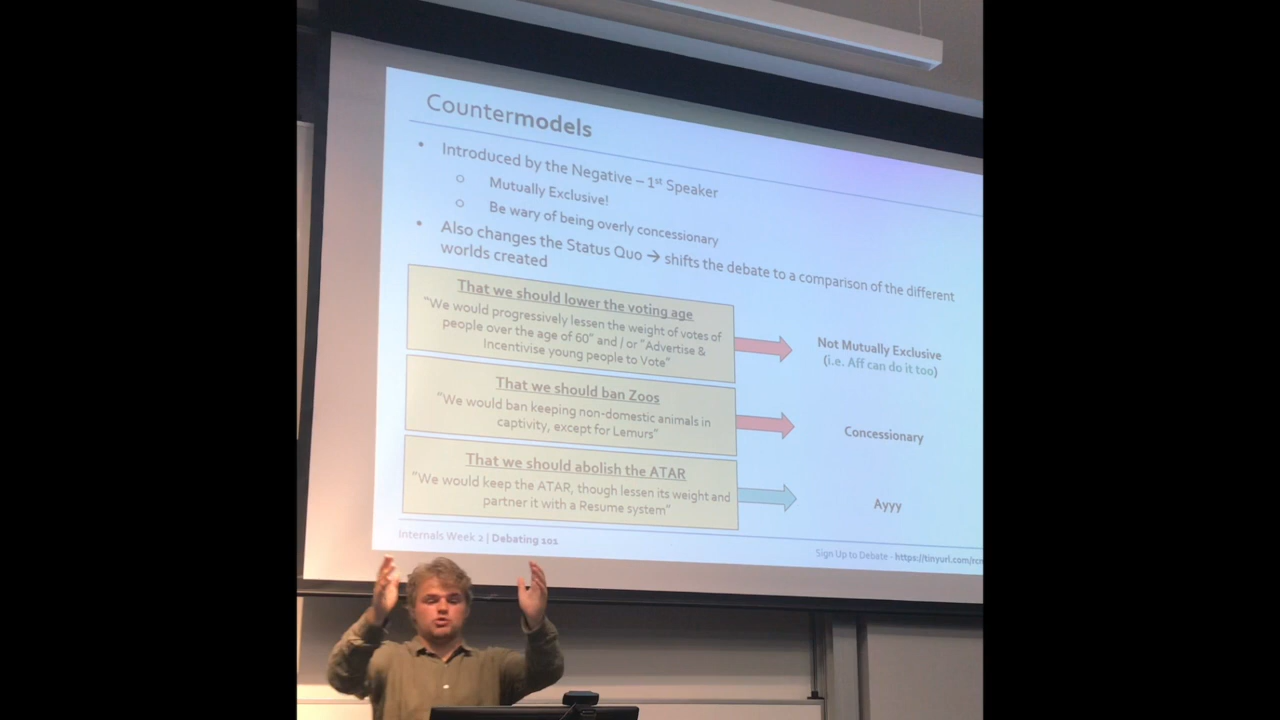 Countermodels
• Introduced by the Negative – 1st Speaker
o Mutually Exclusive!
o Be wary of being overly concessionary
• Also changes the Status Quo → shifts the debate to a comparison of the different
worlds created
That we should lower the voting age
"We would progressively lessen the weight of votes of
people over the age of 60" and / or "Advertise &
Incentivise young people to Vote"
Not Mutually Exclusive
(i.e. Aff can do it too)
That we should ban Zoos
"We would ban keeping non-domestic animals in
captivity, except for Lemurs"
Concessionary
That we should abolish the ATAR
"We would keep the ATAR, though lessen its weight and
partner it with a Resume system"
Ayyy
Internals Week 2 | Debating 101
Sign Up to Debate - https://tinyurl.com/rcn